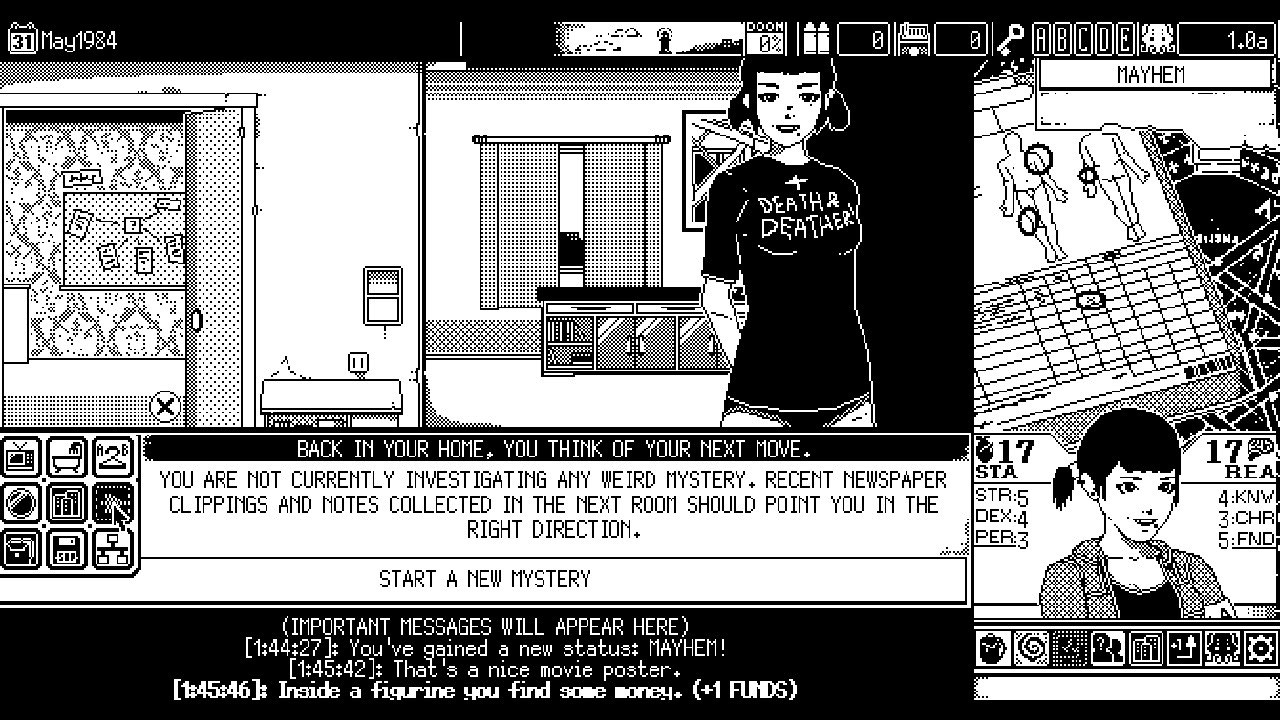 31 May1984
DOOM
0%
0
0
A B C D E
1.0a
MAYHEM
DEATH &
DEATHER!
BACK IN YOUR HOME, YOU THINK OF YOUR NEXT MOVE.
YOU ARE NOT CURRENTLY INVESTIGATING ANY WEIRD MYSTERY. RECENT NEWSPAPER
CLIPPINGS AND NOTES COLLECTED IN THE NEXT ROOM SHOULD POINT YOU IN THE
RIGHT DIRECTION.
START A NEW MYSTERY
17
STA
17
REA
STR:5
DEX:4
PER:3
4:KNW
3:CHR
5:FND
(IMPORTANT MESSAGES WILL APPEAR HERE)
[1:44:27]: You've gained a new status: MAYHEM!
[1:45:42]: That's a nice movie poster.
[1:45:46]: Inside a figurine you find some money. (+1 FUNDS)